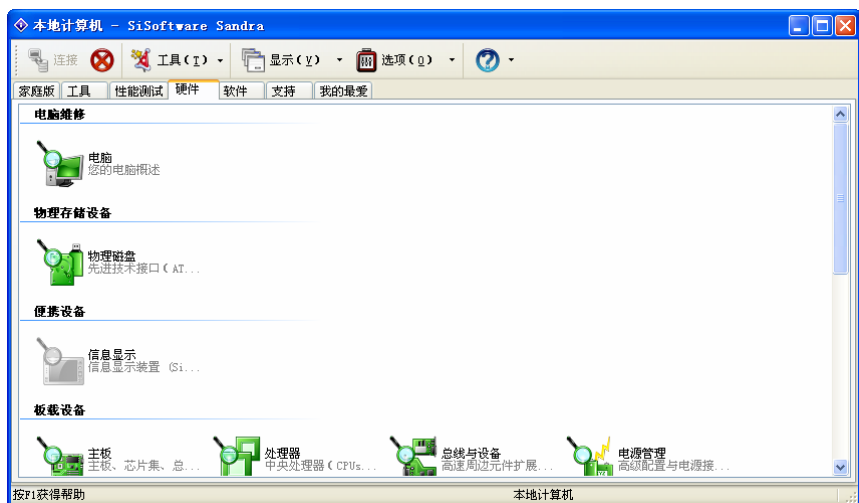 本地计算机 - SiSoftware Sandra
连接 工具(T) 显示(V) 选项(O)
家庭版 工具 性能测试 硬件 软件 支持 我的最爱
电脑维修
电脑
您的电脑概述
物理存储设备
物理磁盘
先进技术接口(AT...
便携设备
信息显示
信息显示装置 (Si...
板载设备
主板 处理器 总线与设备 电源管理
主板、芯片集、总... 中央处理器(CPUs... 高速周边元件扩展... 高级配置与电源接...
按F1获得帮助 本地计算机